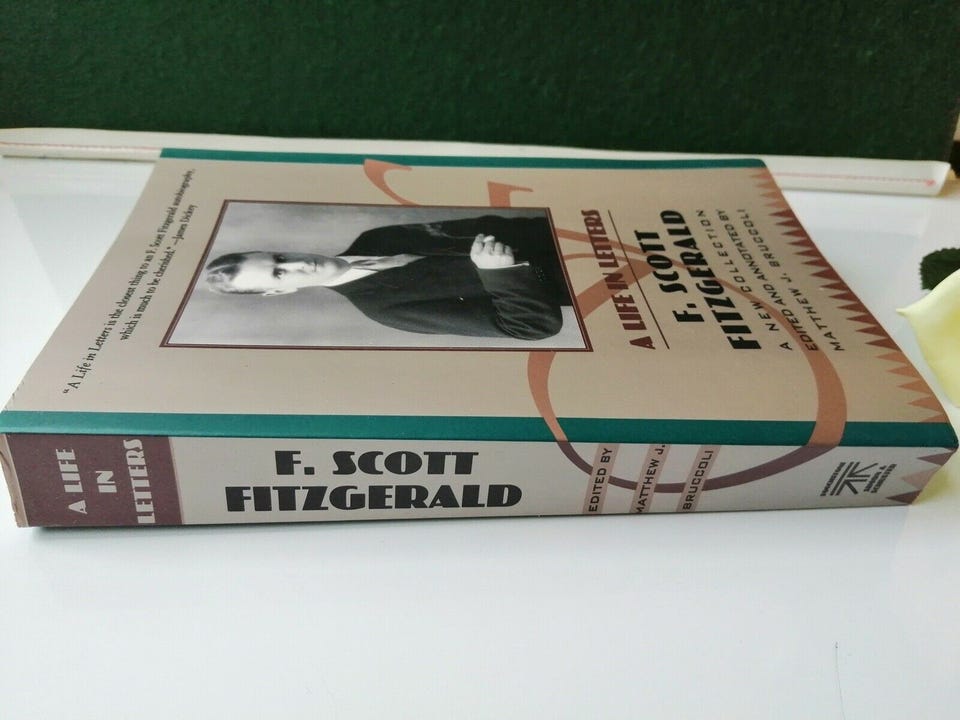 "A Life in Letters is the closest thing to an F. Scott Fitzgerald autobiography,
which is much to be cherished." —James Dickey
A LIFE IN LETTERS
F. SCOTT
FITZGERALD
A NEW COLLECTION
EDITED AND ANNOTATED BY
MATTHEW J. BRUCCOLI
A LIFE
IN
LETTERS
F. SCOTT
FITZGERALD
EDITED BY
MATTHEW J.
BRUCCOLI